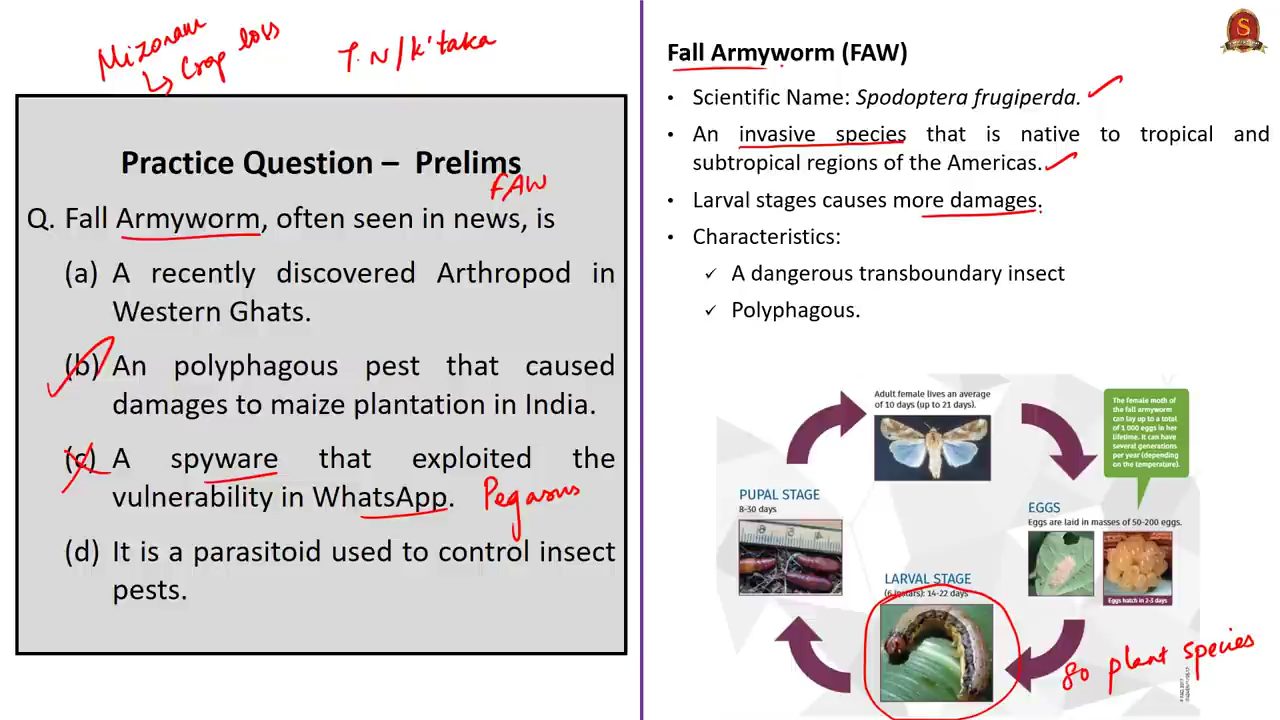 Mizoram
↳ Crop loss
T.N/k'taka
Practice Question – Prelims
FAW
Q. Fall Armyworm, often seen in news, is
(a) A recently discovered Arthropod in
Western Ghats.
(b) An polyphagous pest that caused
damages to maize plantation in India.
(c) A spyware that exploited the
vulnerability in WhatsApp.
Pegasus
(d) It is a parasitoid used to control insect
pests.
Fall Armyworm (FAW)
• Scientific Name: Spodoptera frugiperda.
• An invasive species that is native to tropical and
subtropical regions of the Americas.
• Larval stages causes more damages.
• Characteristics:
✓ A dangerous transboundary insect
✓ Polyphagous.
Adult female lives an average
of 10 days (up to 21 days).
The female moth of
the fall armyworm
can lay up to a total
of 1 000 eggs in her
lifetime. It can have
several generations
per year (depending
on the temperature).
PUPAL STAGE
8-30 days
EGGS
Eggs are laid in masses of 50-200 eggs.
Eggs hatch in 2-3 days
LARVAL STAGE
(6 instars): 14-22 days
80 plant species